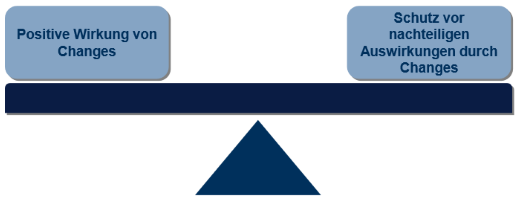 Positive Wirkung von
Changes
Schutz vor
nachteiligen
Auswirkungen durch
Changes